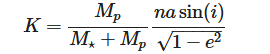 K = \frac{M_p}{M_\star + M_p} \frac{na \sin(i)}{\sqrt{1 - e^2}}